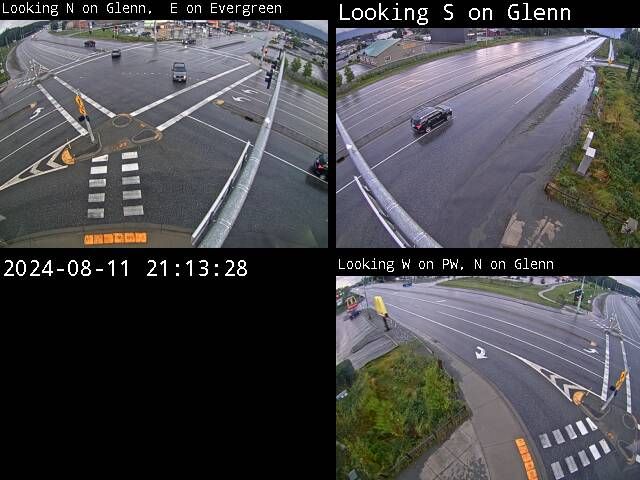 Looking N on Glenn,  E on Evergreen
Looking S on Glenn
2024-08-11 21:13:28
Looking W on PW, N on Glenn